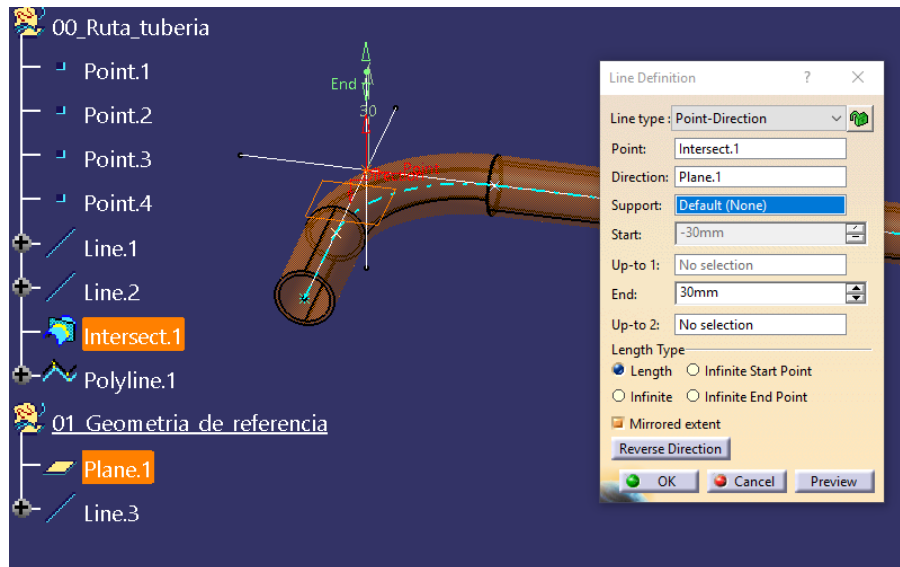 00_Ruta_tuberia
Point.1
Point.2
Point.3
Point.4
Line.1
Line.2
Intersect.1
Polyline.1
01_Geometria_de_referencia
Plane.1
Line.3
End
30
Line Definition ? ×
Line type : Point-Direction
Point: Intersect.1
Direction: Plane.1
Support: Default (None)
Start: -30mm
Up-to 1: No selection
End: 30mm
Up-to 2: No selection
Length Type
Length Infinite Start Point
Infinite Infinite End Point
Mirrored extent
Reverse Direction
OK Cancel Preview